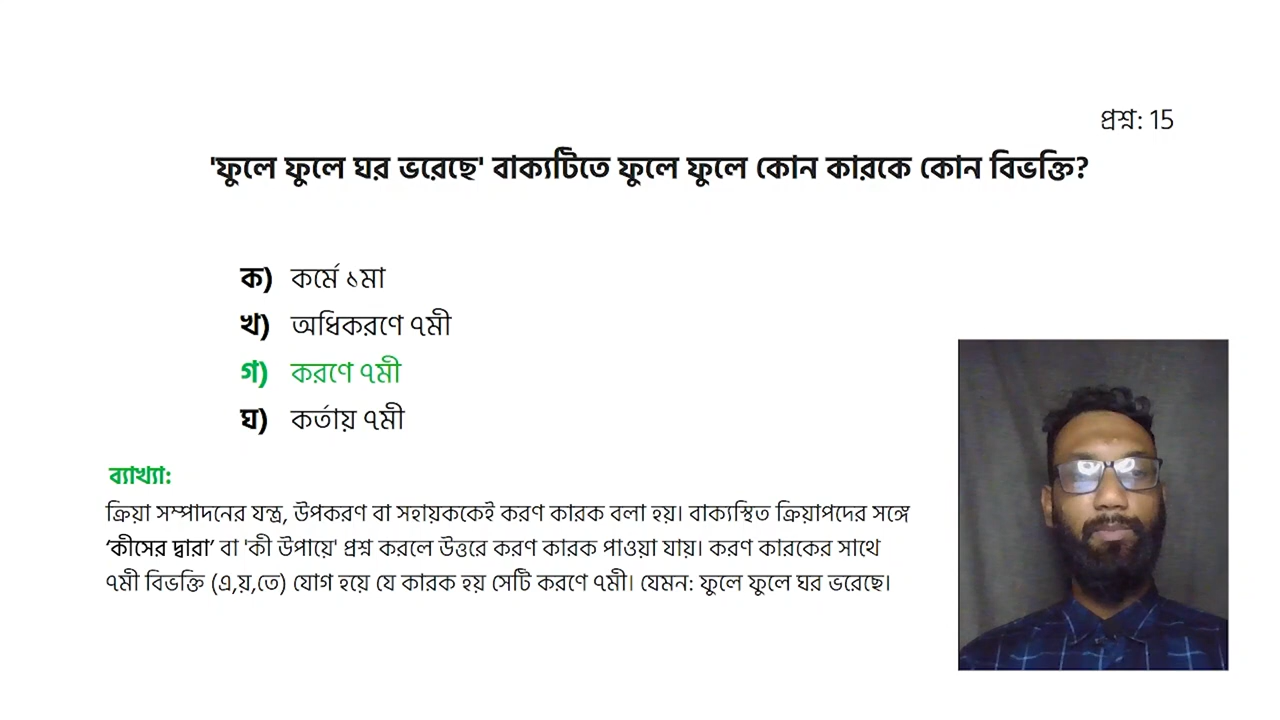 প্রশ্ন: 15
'ফুলে ফুলে ঘর ভরেছে' বাক্যটিতে ফুলে ফুলে কোন কারকে কোন বিভক্তি?
ক) কর্মে ১মা
খ) অধিকরণে ৭মী
গ) করণে ৭মী
ঘ) কর্তায় ৭মী
ব্যাখ্যা:
ক্রিয়া সম্পাদনের যন্ত্র, উপকরণ বা সহায়ককেই করণ কারক বলা হয়। বাক্যস্থিত ক্রিয়াপদের সঙ্গে
‘কীসের দ্বারা’ বা 'কী উপায়ে' প্রশ্ন করলে উত্তরে করণ কারক পাওয়া যায়। করণ কারকের সাথে
৭মী বিভক্তি (এ,য়,তে) যোগ হয়ে যে কারক হয় সেটি করণে ৭মী। যেমন: ফুলে ফুলে ঘর ভরেছে।